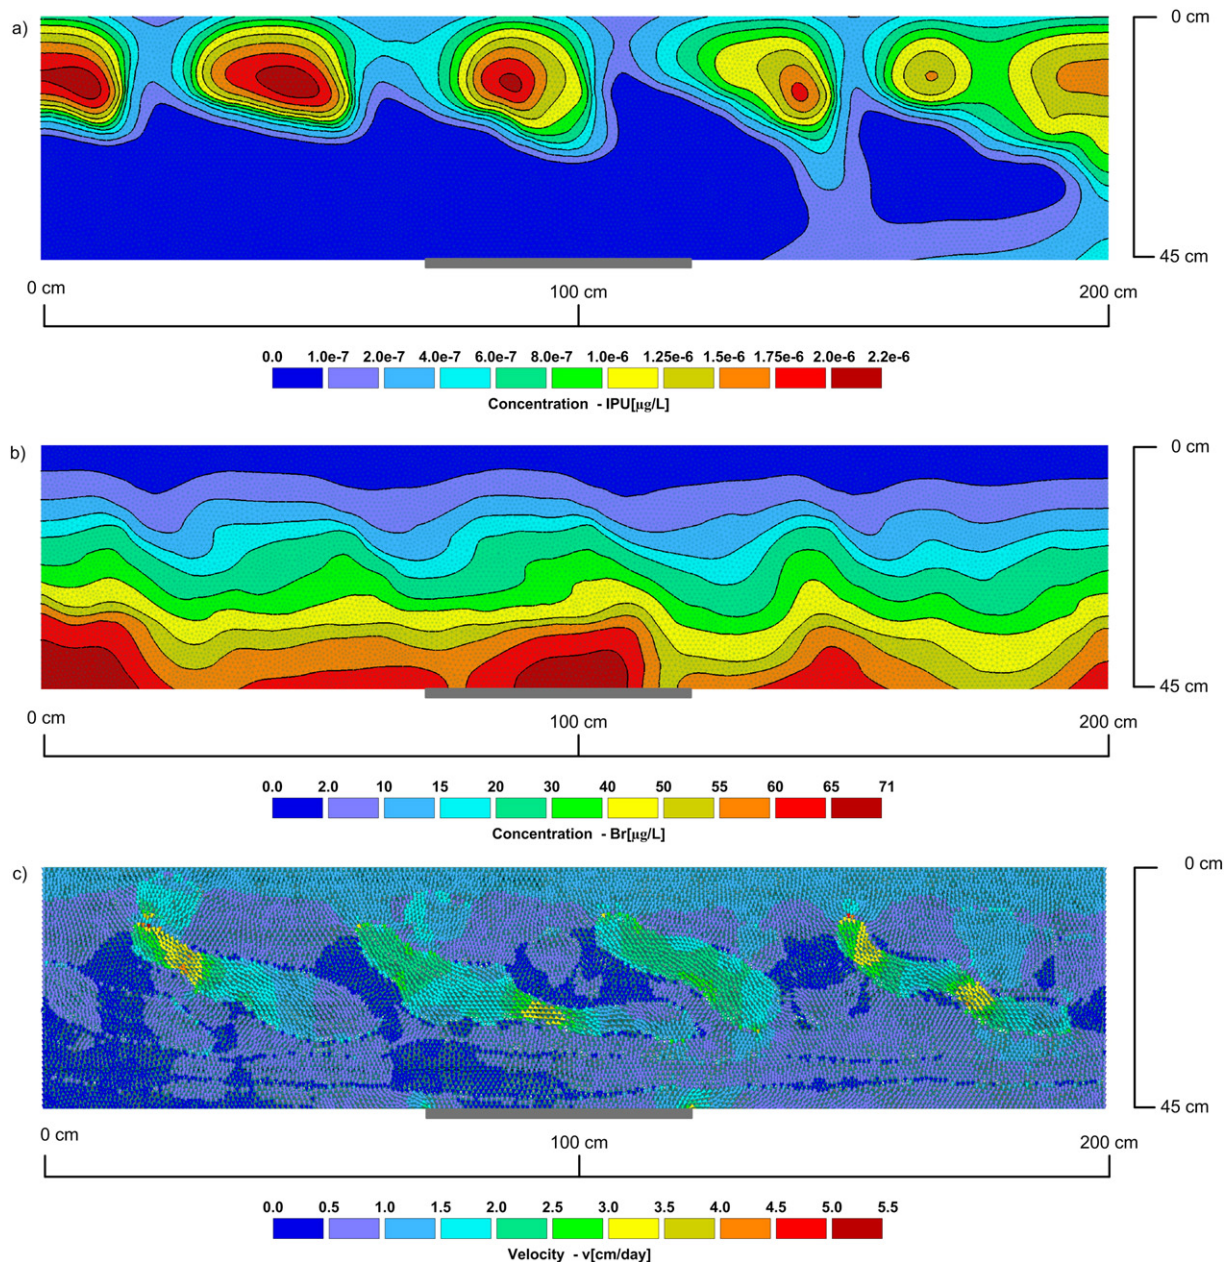 a)
0 cm
45 cm
0 cm 100 cm 200 cm
0.0 1.0e-7 2.0e-7 4.0e-7 6.0e-7 8.0e-7 1.0e-6 1.25e-6 1.5e-6 1.75e-6 2.0e-6 2.2e-6
Concentration - IPU[µg/L]
b)
0 cm
45 cm
0 cm 100 cm 200 cm
0.0 2.0 10 15 20 30 40 50 55 60 65 71
Concentration - Br[µg/L]
c)
0 cm
45 cm
0 cm 100 cm 200 cm
0.0 0.5 1.0 1.5 2.0 2.5 3.0 3.5 4.0 4.5 5.0 5.5
Velocity - v[cm/day]